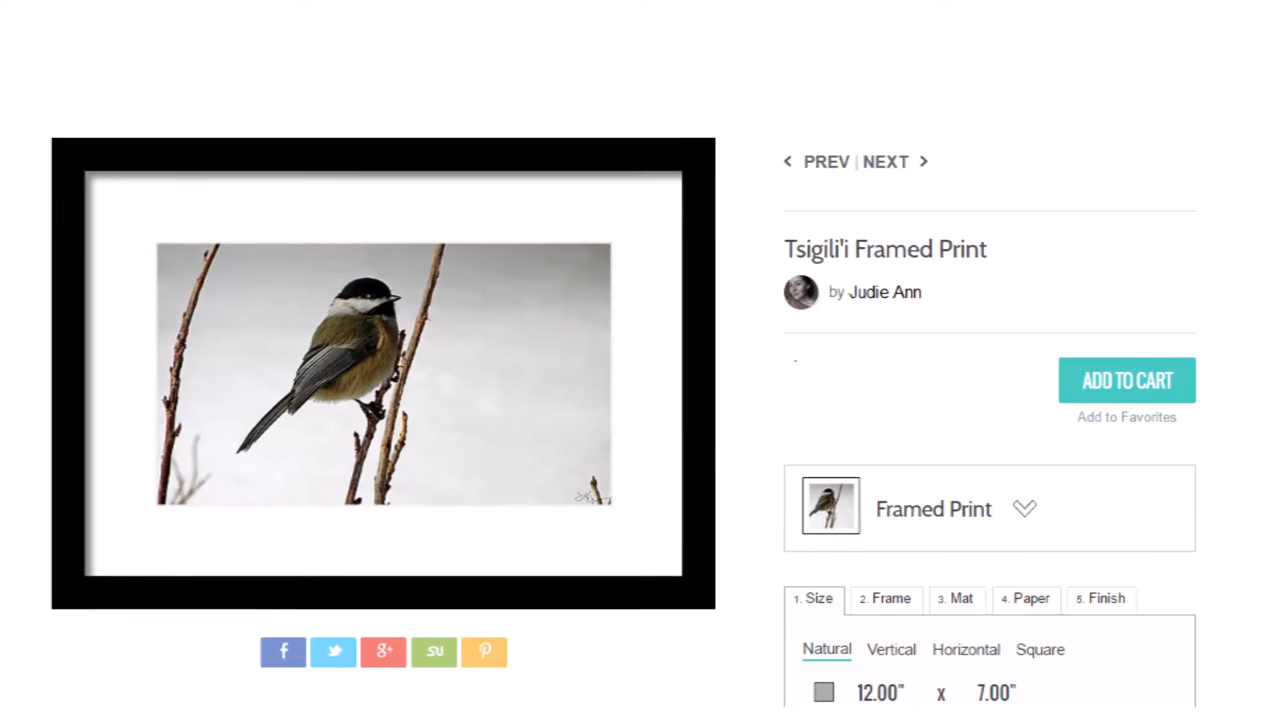 PREV | NEXT
Tsigili'i Framed Print
by Judie Ann
ADD TO CART
Add to Favorites
Framed Print
1. Size 2. Frame 3. Mat 4. Paper 5. Finish
Natural Vertical Horizontal Square
12.00" x 7.00"
f g+ su